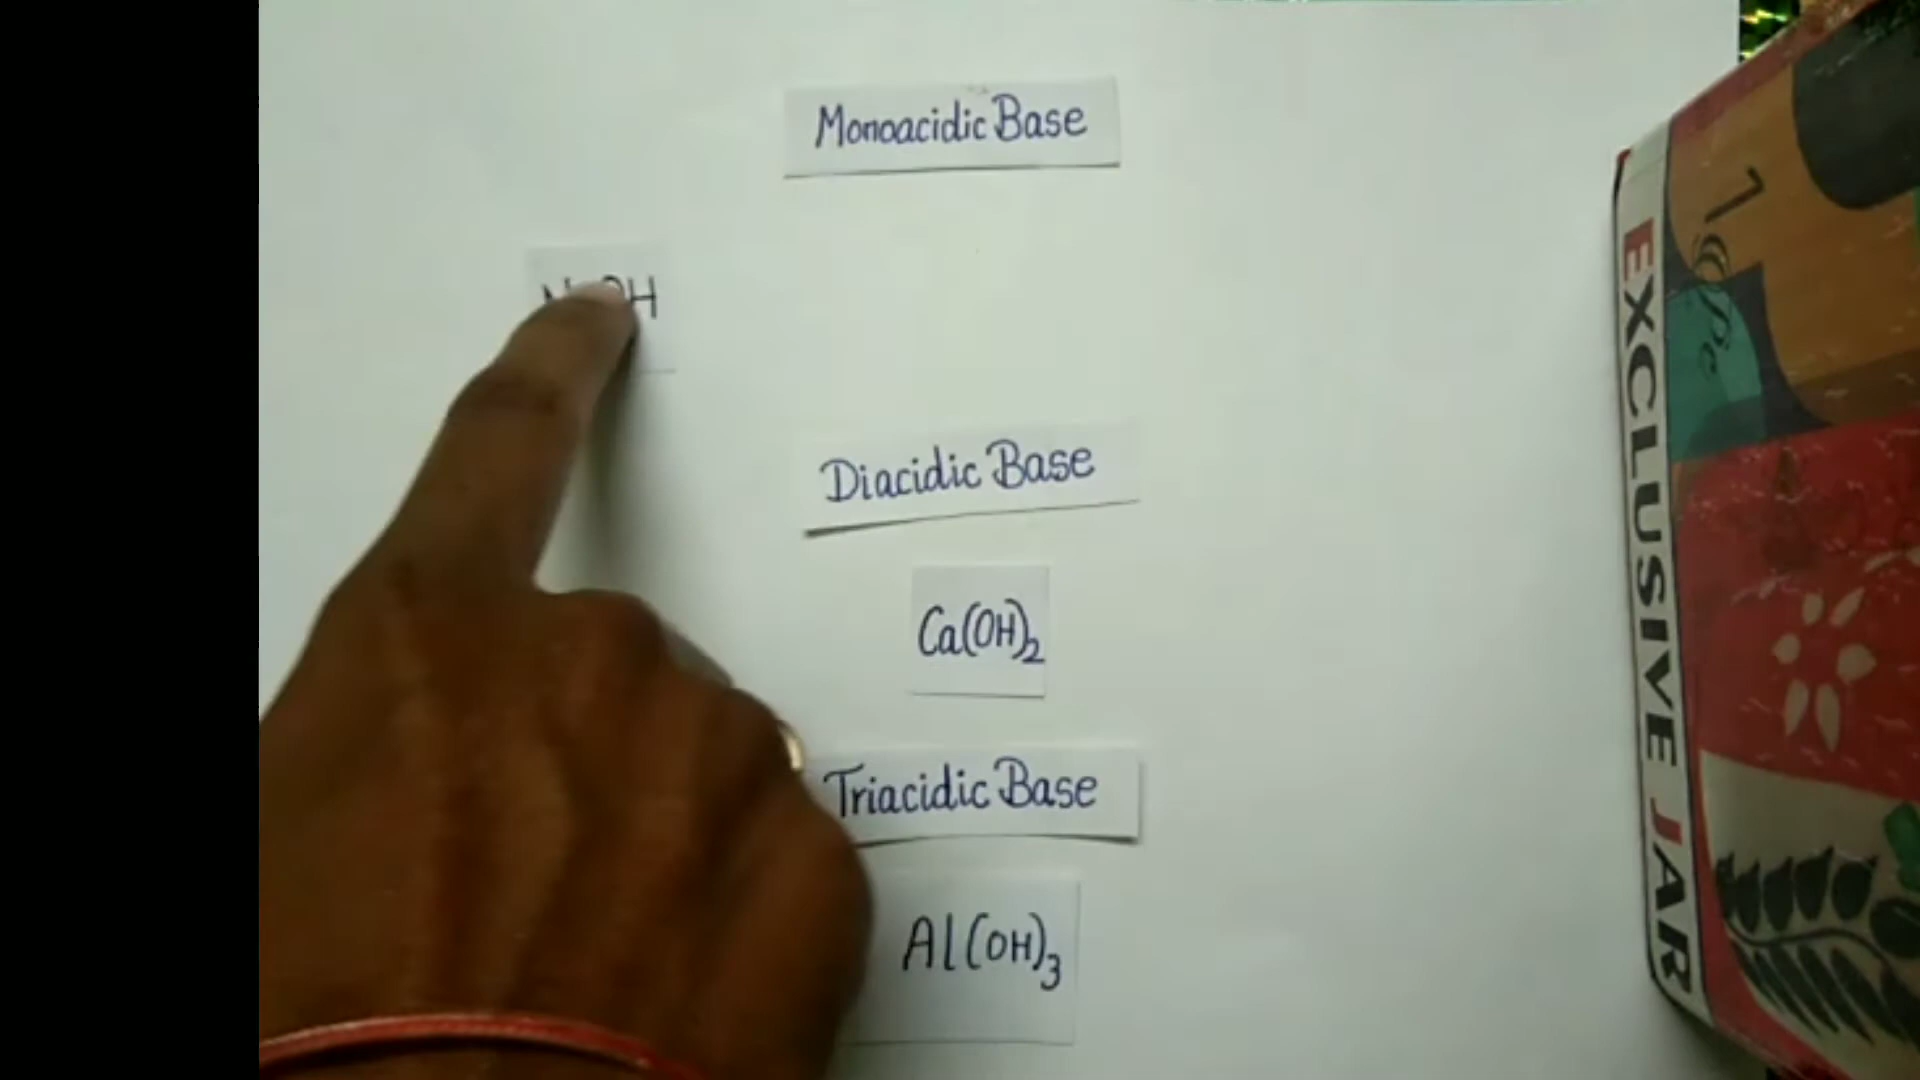 Monoacidic Base
Diacidic Base
Ca(OH)₂
Triacidic Base
Al(OH)₃
EXCLUSIVE JAR